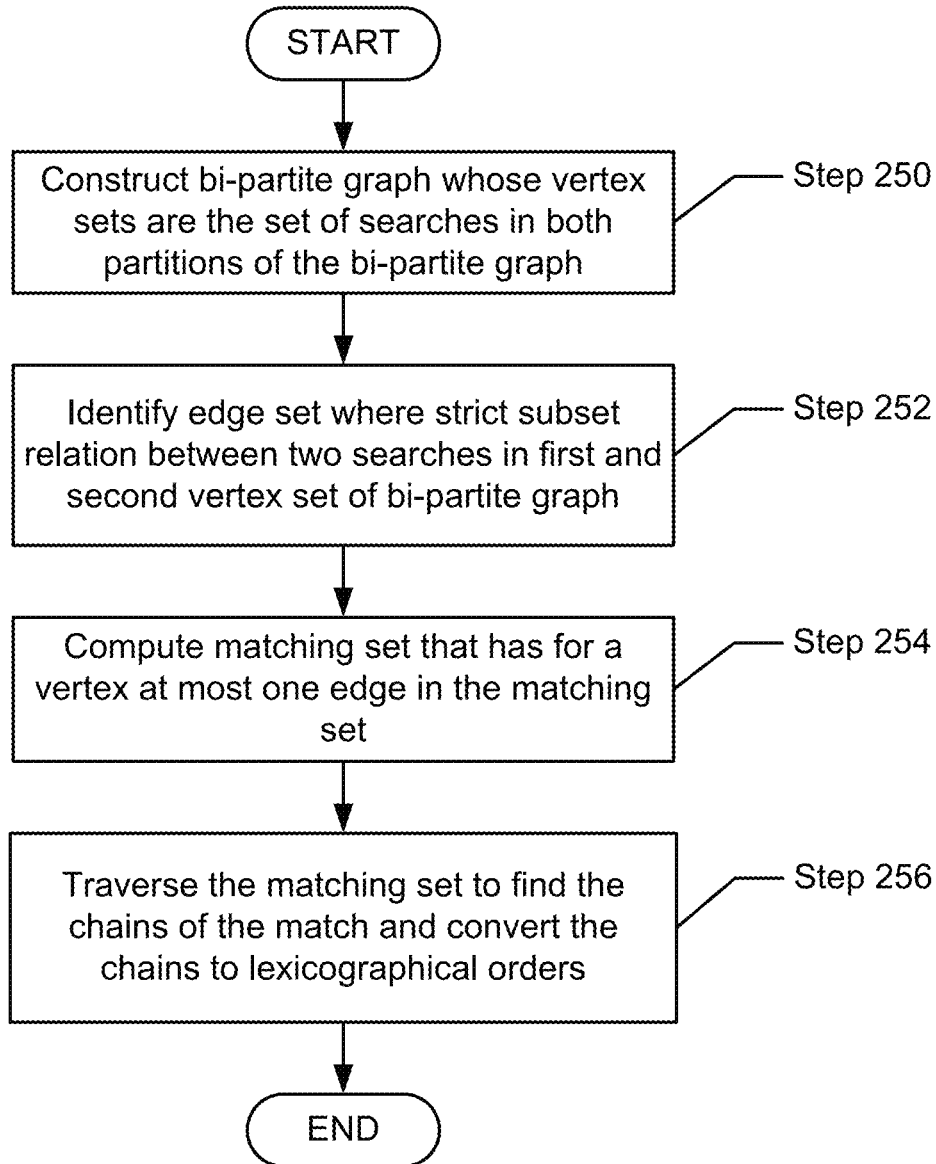 START
Construct bi-partite graph whose vertex
sets are the set of searches in both
partitions of the bi-partite graph
Step 250
Identify edge set where strict subset
relation between two searches in first and
second vertex set of bi-partite graph
Step 252
Compute matching set that has for a
vertex at most one edge in the matching
set
Step 254
Traverse the matching set to find the
chains of the match and convert the
chains to lexicographical orders
Step 256
END